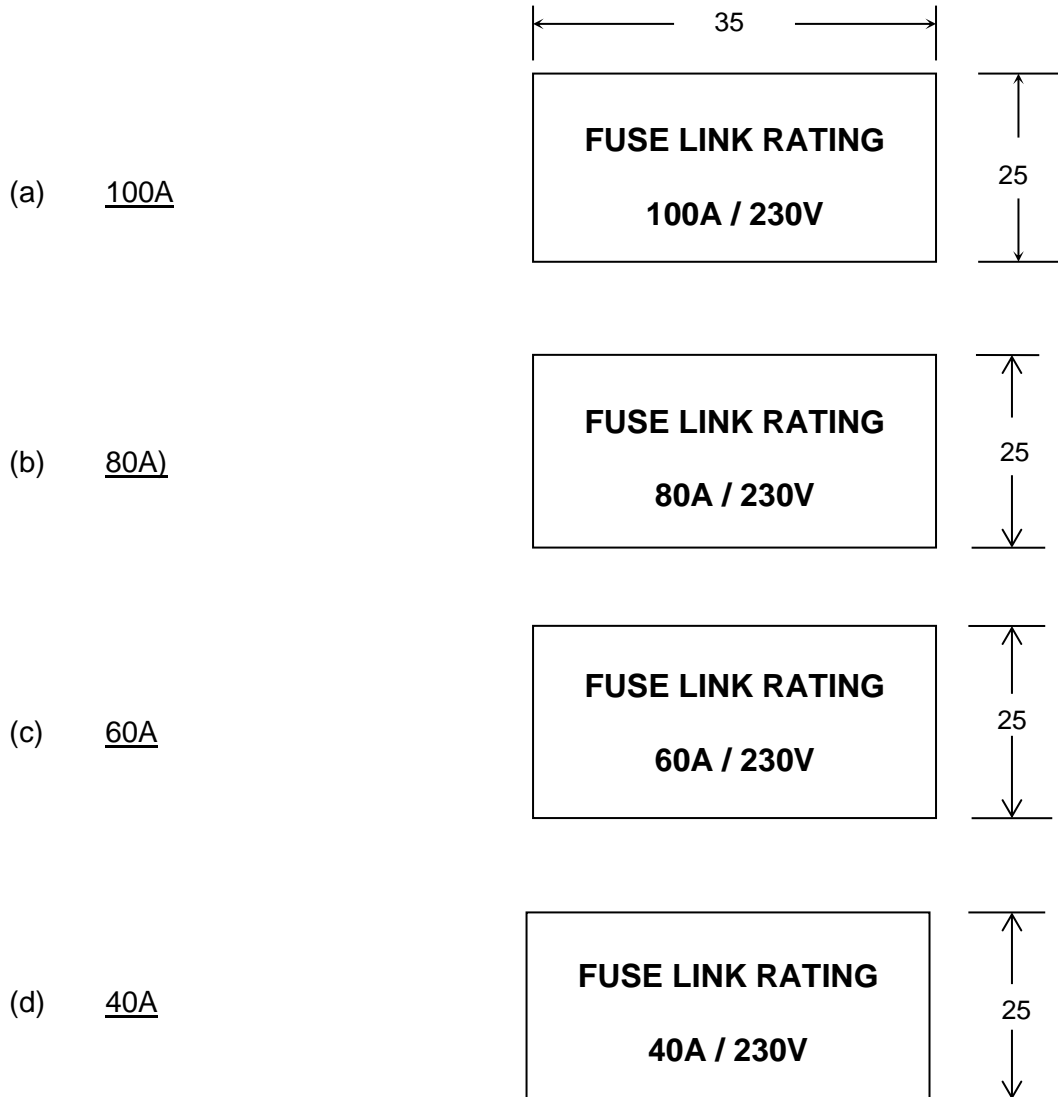 35
FUSE LINK RATING
(a) 100A
100A / 230V
25
FUSE LINK RATING
(b) 80A)
80A / 230V
25
FUSE LINK RATING
(c) 60A
60A / 230V
25
FUSE LINK RATING
(d) 40A
40A / 230V
25